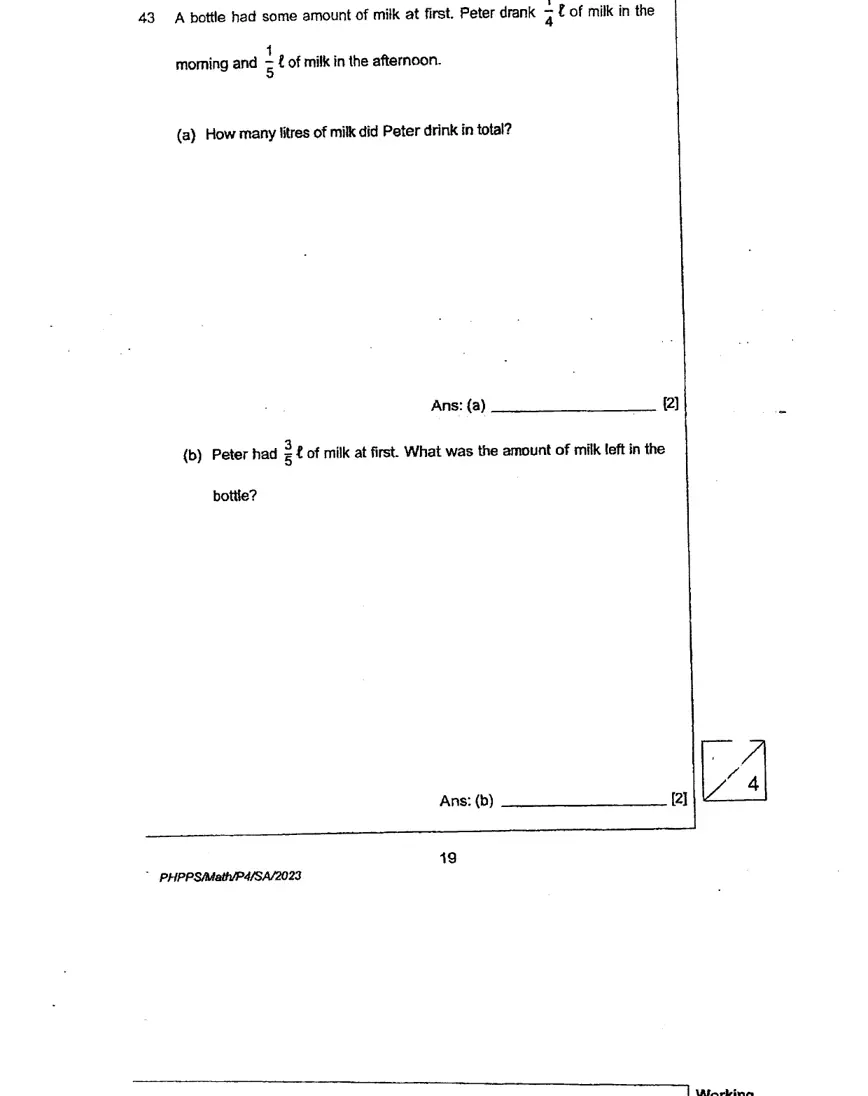 43 A bottle had some amount of milk at first. Peter drank 1/4 ℓ of milk in the
morning and 1/5 ℓ of milk in the afternoon.
(a) How many litres of milk did Peter drink in total?
Ans: (a) ____________________ [2]
(b) Peter had 3/5 ℓ of milk at first. What was the amount of milk left in the
bottle?
4
Ans: (b) ____________________ [2]
19
PHPPS/Math/P4/SA/2023
Working